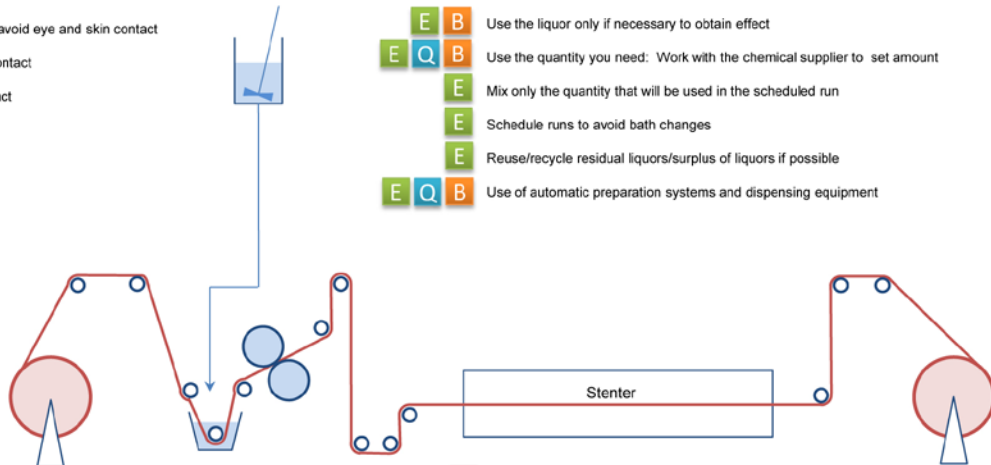 avoid eye and skin contact
E B Use the liquor only if necessary to obtain effect
E Q B Use the quantity you need: Work with the chemical supplier to set amount
E Mix only the quantity that will be used in the scheduled run
E Schedule runs to avoid bath changes
E Reuse/recycle residual liquors/surplus of liquors if possible
E Q B Use of automatic preparation systems and dispensing equipment
Stenter